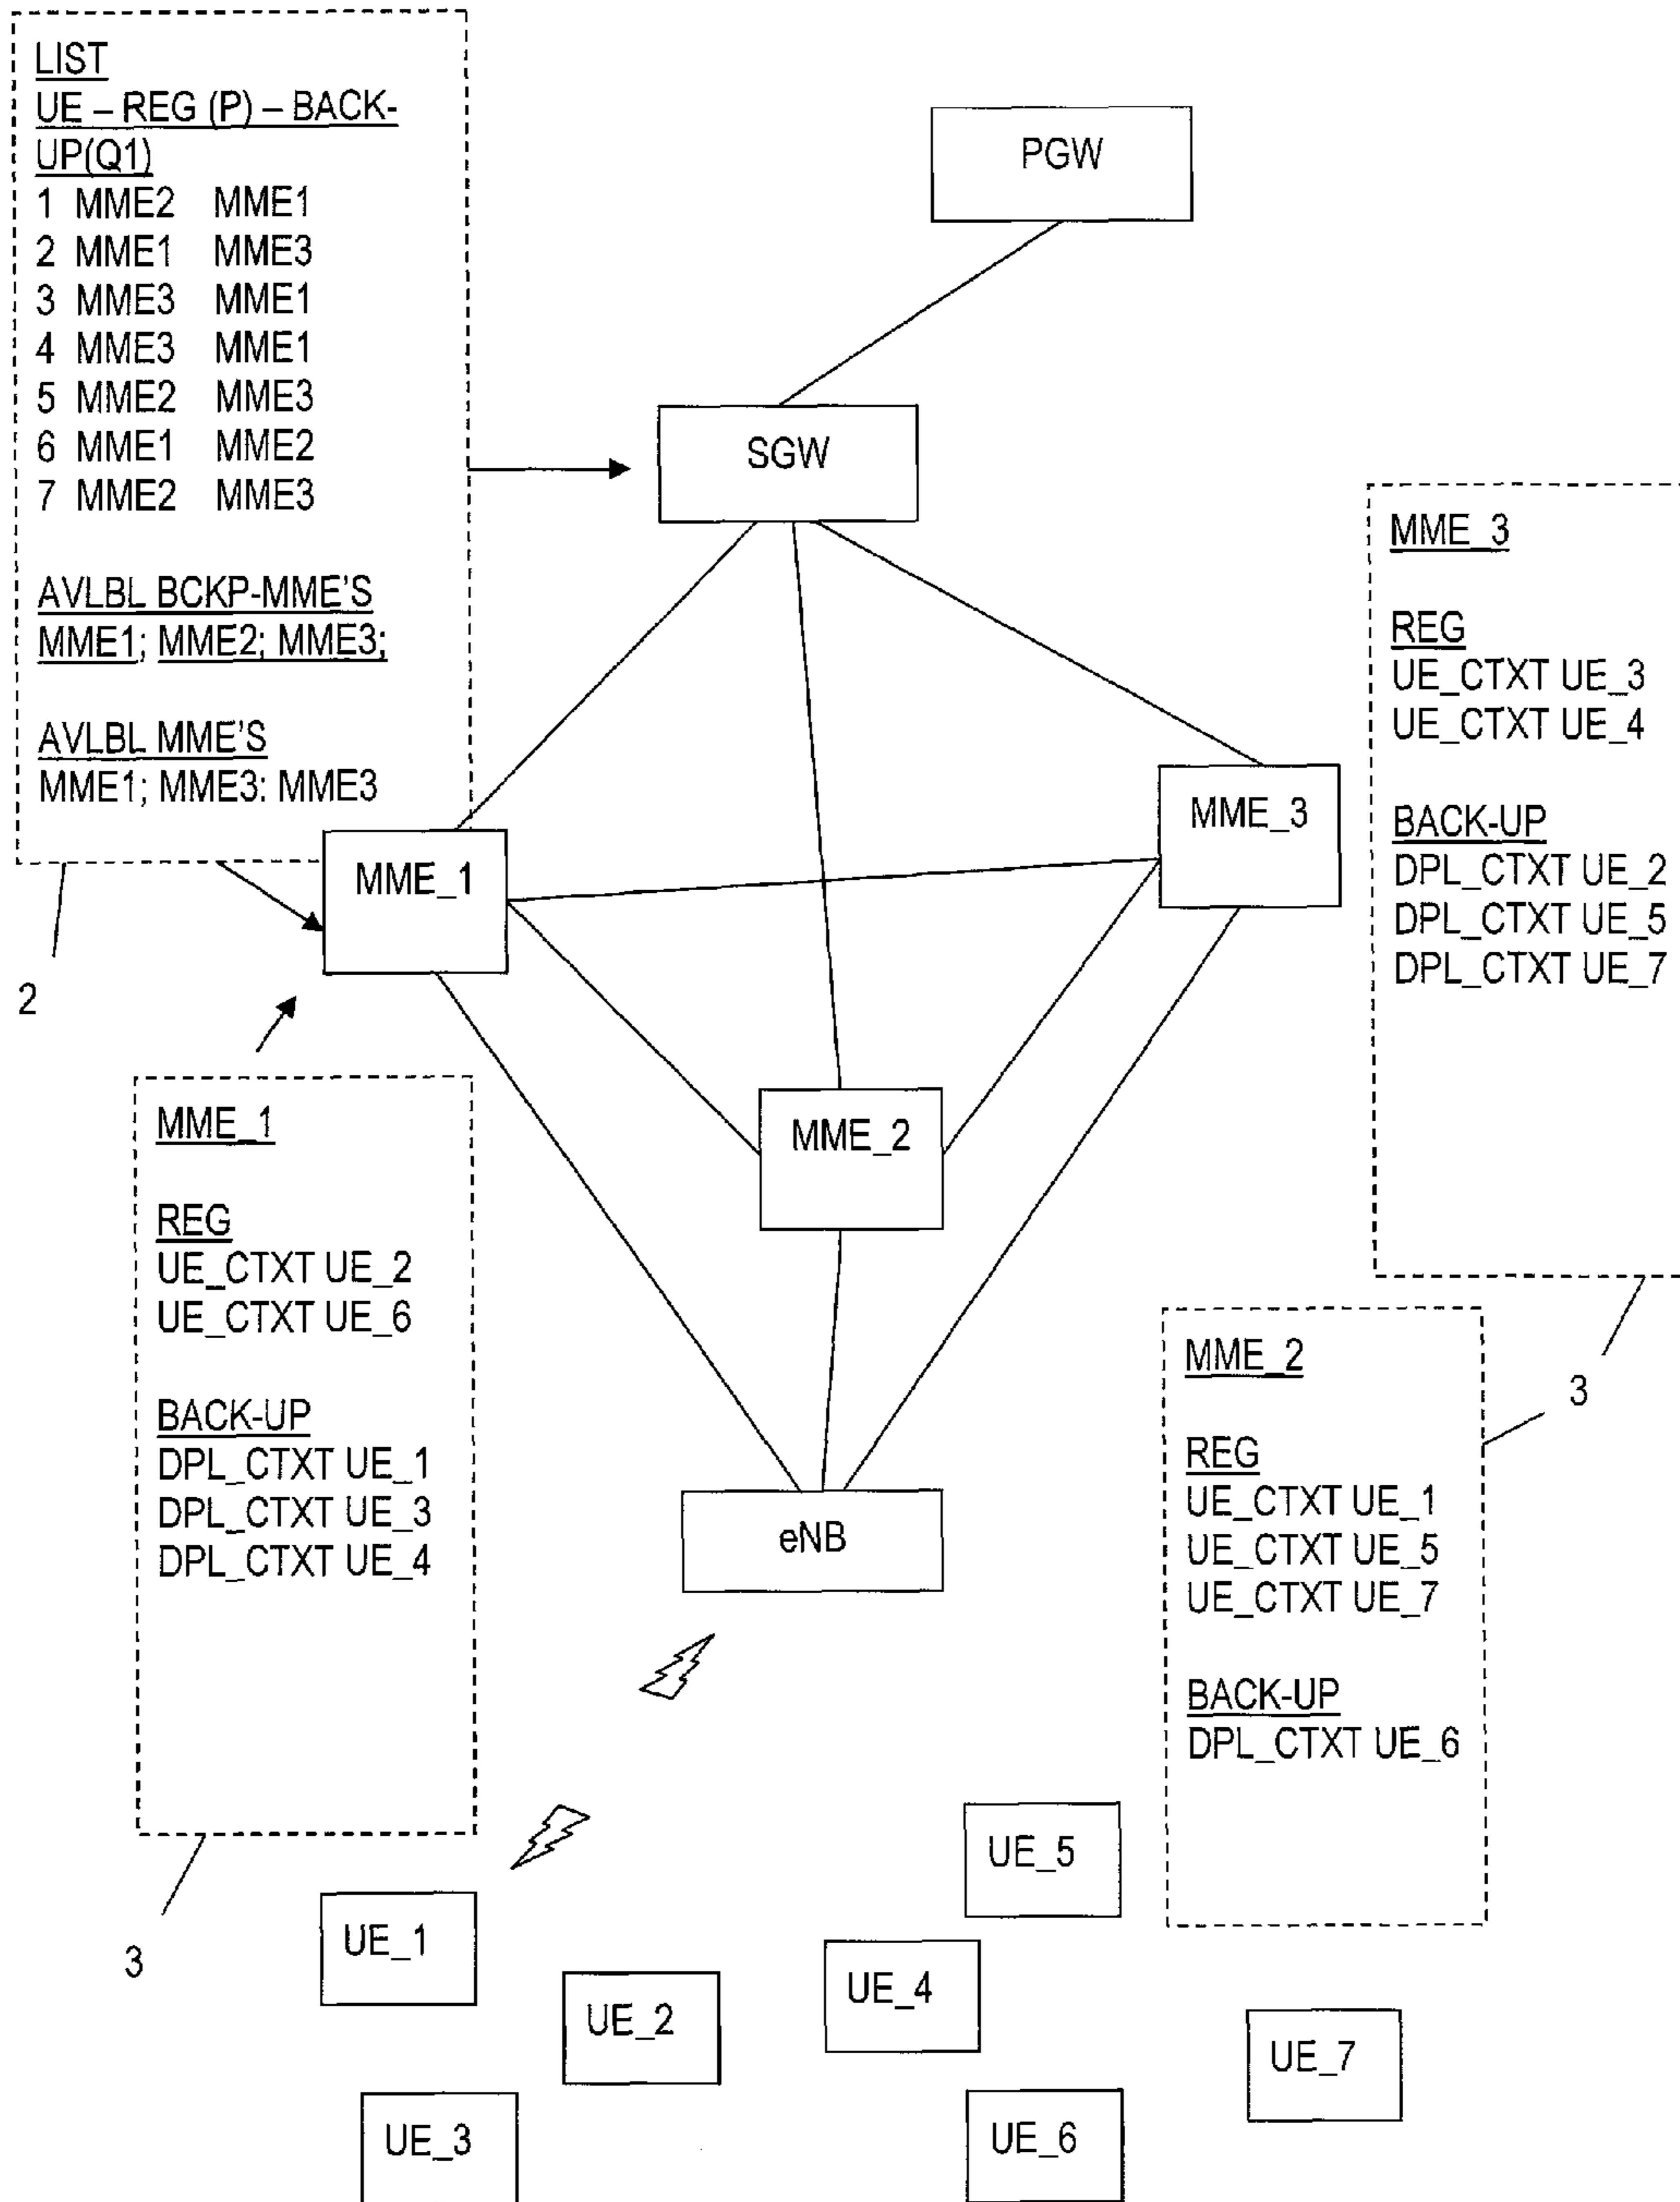 LIST
UE – REG (P) – BACK-
UP(Q1)
1 MME2 MME1
2 MME1 MME3
3 MME3 MME1
4 MME3 MME1
5 MME2 MME3
6 MME1 MME2
7 MME2 MME3
AVLBL BCKP-MME'S
MME1; MME2; MME3;
AVLBL MME'S
MME1; MME3: MME3
2
PGW
SGW
MME_1
MME_3
MME_2
eNB
MME_3
REG
UE_CTXT UE_3
UE_CTXT UE_4
BACK-UP
DPL_CTXT UE_2
DPL_CTXT UE_5
DPL_CTXT UE_7
3
MME_1
REG
UE_CTXT UE_2
UE_CTXT UE_6
BACK-UP
DPL_CTXT UE_1
DPL_CTXT UE_3
DPL_CTXT UE_4
3
MME_2
REG
UE_CTXT UE_1
UE_CTXT UE_5
UE_CTXT UE_7
BACK-UP
DPL_CTXT UE_6
UE_5
UE_1
UE_4
UE_2
UE_7
UE_3
UE_6